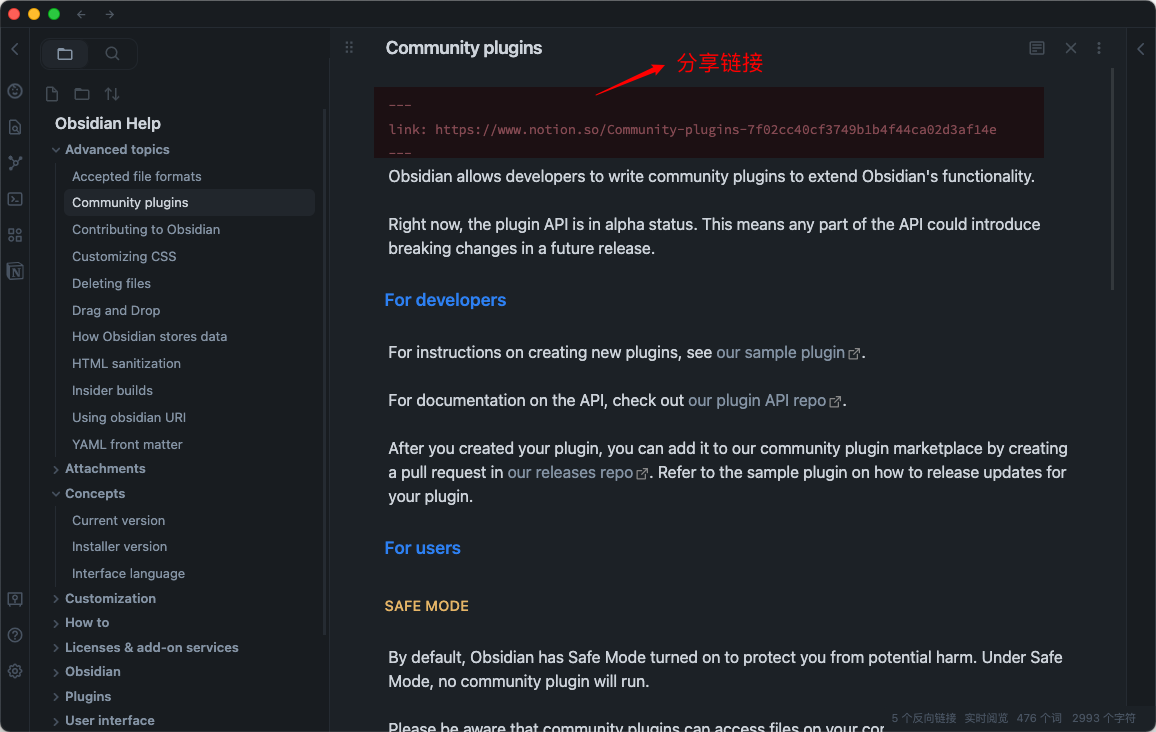 Community plugins
分享链接
Obsidian Help
Advanced topics
Accepted file formats
Community plugins
Contributing to Obsidian
Customizing CSS
Deleting files
Drag and Drop
How Obsidian stores data
HTML sanitization
Insider builds
Using obsidian URI
YAML front matter
Attachments
Concepts
Current version
Installer version
Interface language
Customization
How to
Licenses & add-on services
Obsidian
Plugins
User interface
---
link: https://www.notion.so/Community-plugins-7f02cc40cf3749b1b4f44ca02d3af14e
---
Obsidian allows developers to write community plugins to extend Obsidian's functionality.
Right now, the plugin API is in alpha status. This means any part of the API could introduce
breaking changes in a future release.
For developers
For instructions on creating new plugins, see our sample plugin.
For documentation on the API, check out our plugin API repo.
After you created your plugin, you can add it to our community plugin marketplace by creating
a pull request in our releases repo. Refer to the sample plugin on how to release updates for
your plugin.
For users
SAFE MODE
By default, Obsidian has Safe Mode turned on to protect you from potential harm. Under Safe
Mode, no community plugin will run.
Please be aware that community plugins can access files on your
5 个反向链接 实时阅览 476 个词 2993 个字符